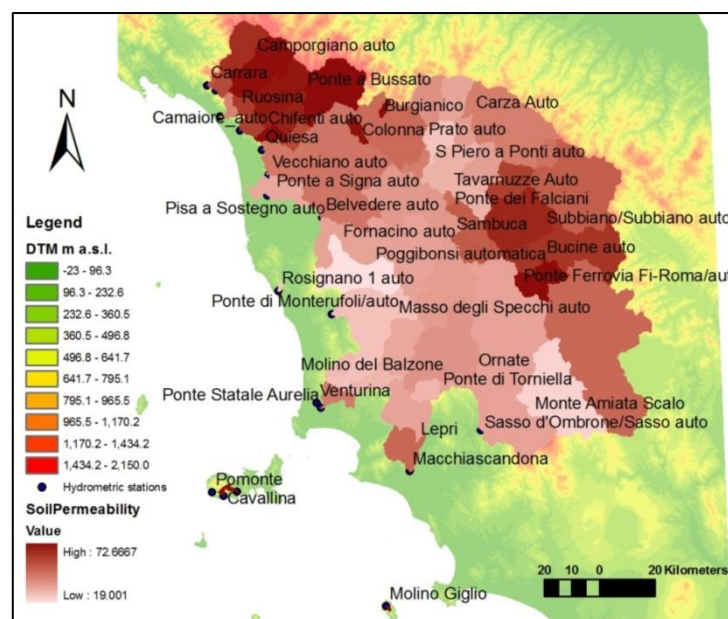 Camporgiano auto
Carrara
Ponte a Bussato
Ruosina
Burgianico
Carza Auto
Camaiore_auto
Chifenti auto
Colonna Prato auto
Quiesa
S Piero a Ponti auto
Vecchiano auto
Tavarnuzze Auto
Ponte a Signa auto
Ponte dei Falciani
Pisa a Sostegno auto
Belvedere auto
Sambuca
Subbiano/Subbiano auto
Fornacino auto
Bucine auto
Poggibonsi automatica
Rosignano 1 auto
Ponte Ferrovia Fi-Roma/aut
Ponte di Monterufoli/auto
Masso degli Specchi auto
Molino del Balzone
Ornate
Ponte di Torniella
Ponte Statale Aurelia
Venturina
Monte Amiata Scalo
Lepri
Sasso d'Ombrone/Sasso auto
Macchiascandona
Pomonte
Cavallina
Molino Giglio
N
Legend
DTM m a.s.l.
-23 - 96.3
96.3 - 232.6
232.6 - 360.5
360.5 - 496.8
496.8 - 641.7
641.7 - 795.1
795.1 - 965.5
965.5 - 1,170.2
1,170.2 - 1,434.2
1,434.2 - 2,150.0
Hydrometric stations
SoilPermeability
Value
High : 72.6667
Low : 19.001
20 10 0 20 Kilometers